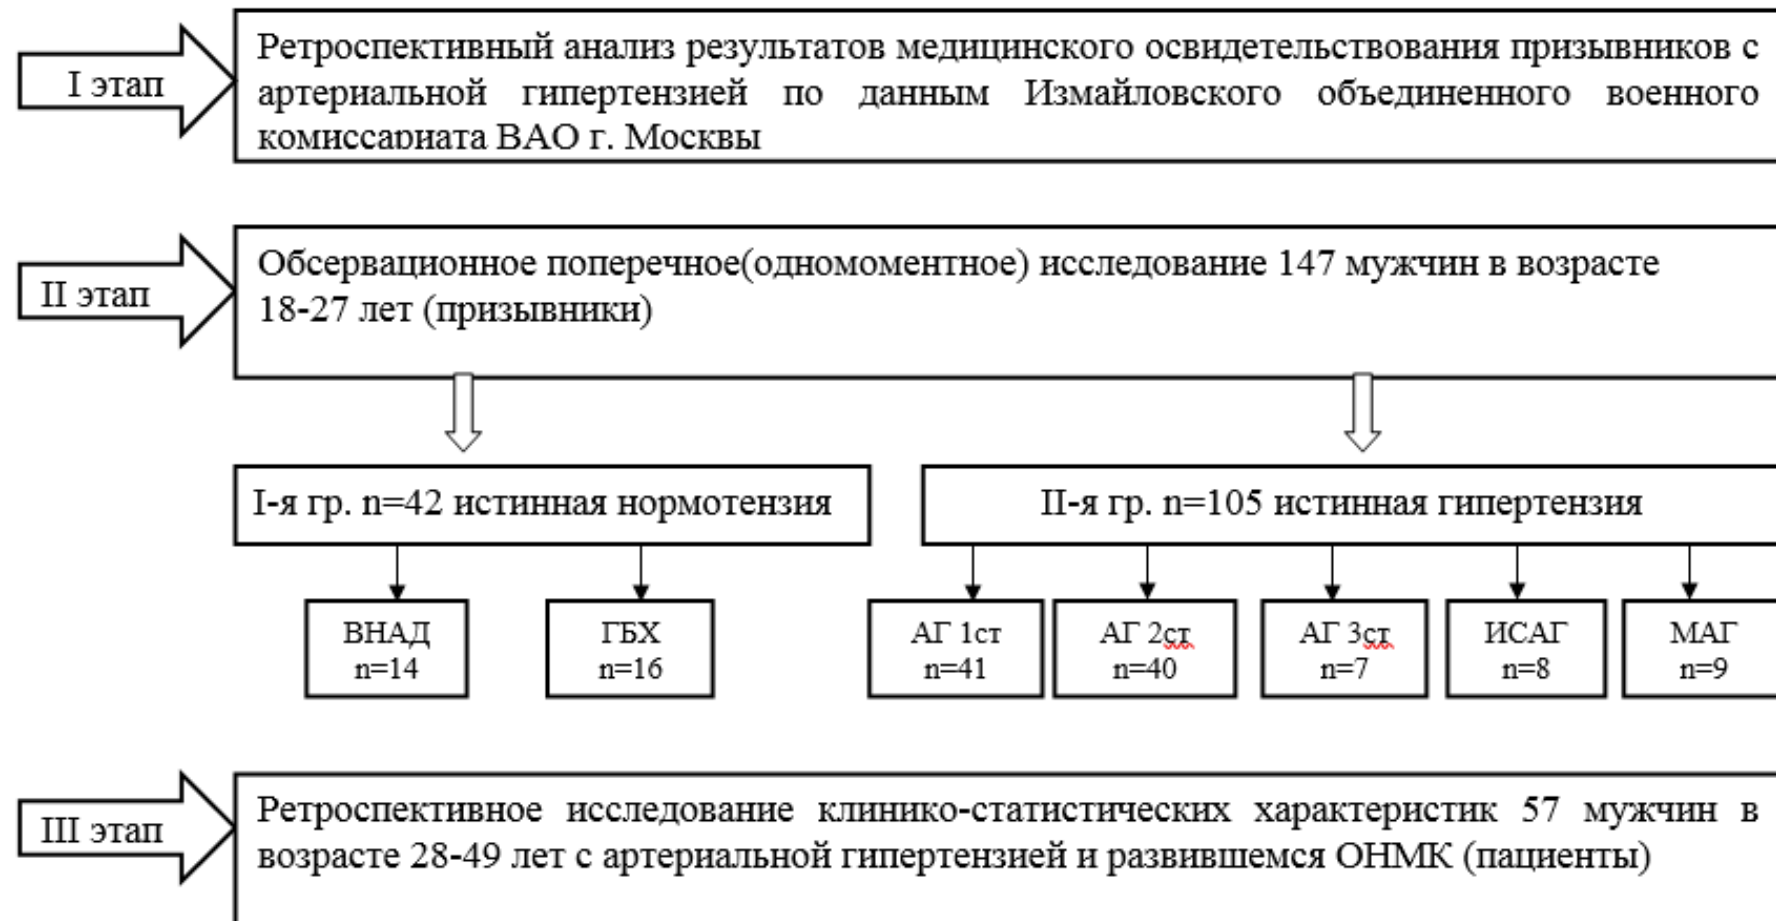 I этап
Ретроспективный анализ результатов медицинского освидетельствования призывников с
артериальной гипертензией по данным Измайловского объединенного военного
комиссариата ВАО г. Москвы
II этап
Обсервационное поперечное(одномоментное) исследование 147 мужчин в возрасте
18-27 лет (призывники)
I-я гр. n=42 истинная нормотензия
II-я гр. n=105 истинная гипертензия
ВНАД
n=14
ГБХ
n=16
АГ 1ст
n=41
АГ 2ст
n=40
АГ 3ст
n=7
ИСАГ
n=8
МАГ
n=9
III этап
Ретроспективное исследование клинико-статистических характеристик 57 мужчин в
возрасте 28-49 лет с артериальной гипертензией и развившемся ОНМК (пациенты)